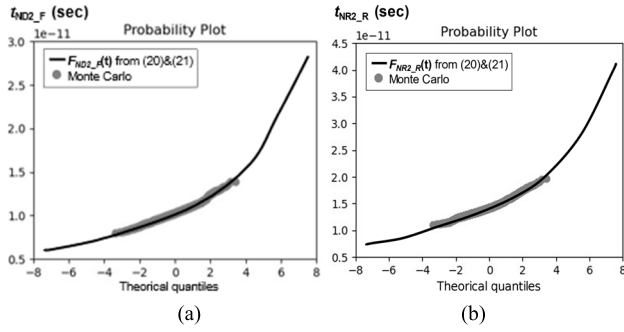 tND2_F (sec)
Probability Plot
1e−11
3.0
2.5
2.0
1.5
1.0
0.5
FND2_F(t) from (20)&(21)
Monte Carlo
−8 −6 −4 −2 0 2 4 6 8
Theorical quantiles
(a)
tNR2_R (sec)
Probability Plot
1e−11
4.5
4.0
3.5
3.0
2.5
2.0
1.5
1.0
0.5
FNR2_R(t) from (20)&(21)
Monte Carlo
−8 −6 −4 −2 0 2 4 6 8
Theorical quantiles
(b)